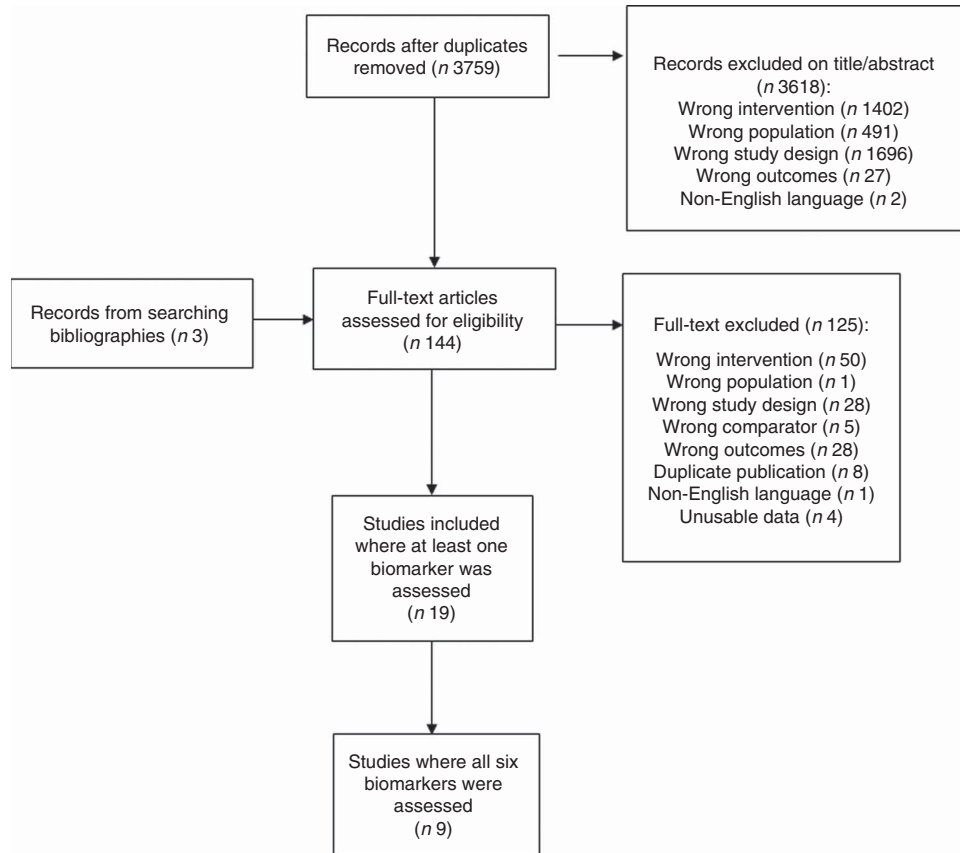 Records after duplicates
removed (n 3759)
Records excluded on title/abstract
(n 3618):
Wrong intervention (n 1402)
Wrong population (n 491)
Wrong study design (n 1696)
Wrong outcomes (n 27)
Non-English language (n 2)
Records from searching
bibliographies (n 3)
Full-text articles
assessed for eligibility
(n 144)
Full-text excluded (n 125):
Wrong intervention (n 50)
Wrong population (n 1)
Wrong study design (n 28)
Wrong comparator (n 5)
Wrong outcomes (n 28)
Duplicate publication (n 8)
Non-English language (n 1)
Unusable data (n 4)
Studies included
where at least one
biomarker was
assessed
(n 19)
Studies where all six
biomarkers were
assessed
(n 9)